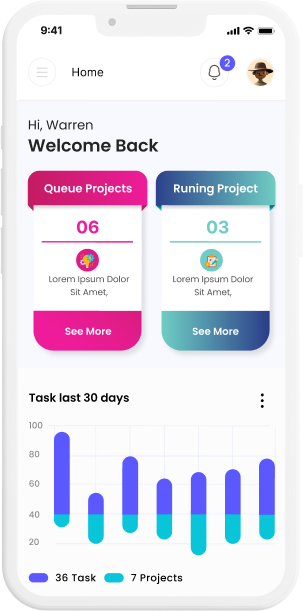 9:41
Home
2
Hi, Warren
Welcome Back
Queue Projects
Runing Project
06
03
Lorem Ipsum Dolor
Sit Amet,
Lorem Ipsum Dolor
Sit Amet,
See More
See More
Task last 30 days
100
80
60
40
20
36 Task
7 Projects